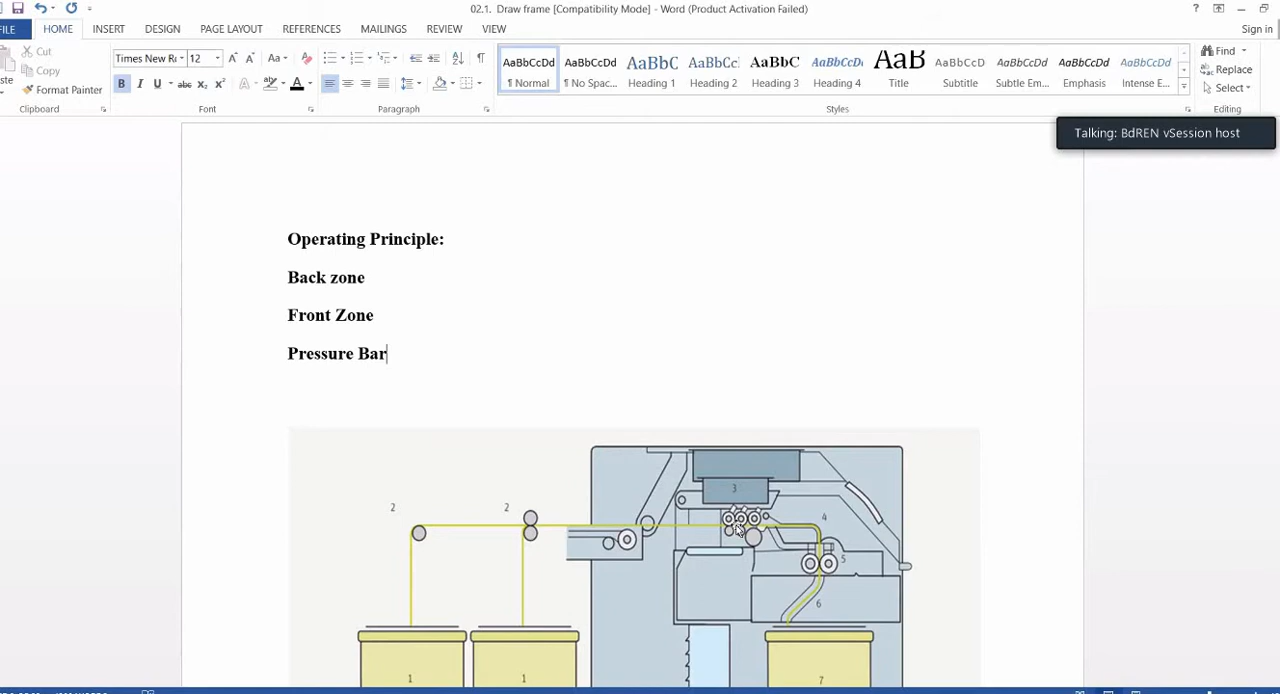 02.1. Draw frame [Compatibility Mode] - Word (Product Activation Failed)
?
FILE HOME INSERT DESIGN PAGE LAYOUT REFERENCES MAILINGS REVIEW VIEW Sign in
Cut
Copy
Format Painter
Clipboard
Times New R 12
Aa
B I U abc X₂ X² A A
Font
Paragraph
AaBbCcDd AaBbCcDd AaBbC AaBbCc AaBbC AaBbCcD AaB AaBbCcD AaBbCcDd AaBbCcDd AaBbCcDd
¶ Normal ¶ No Spac... Heading 1 Heading 2 Heading 3 Heading 4 Title Subtitle Subtle Em... Emphasis Intense E...
Styles
Find
Replace
Select
Editing
Talking: BdREN vSession host
Operating Principle:
Back zone
Front Zone
Pressure Bar
2 2 3 4 5 6
1 1 7